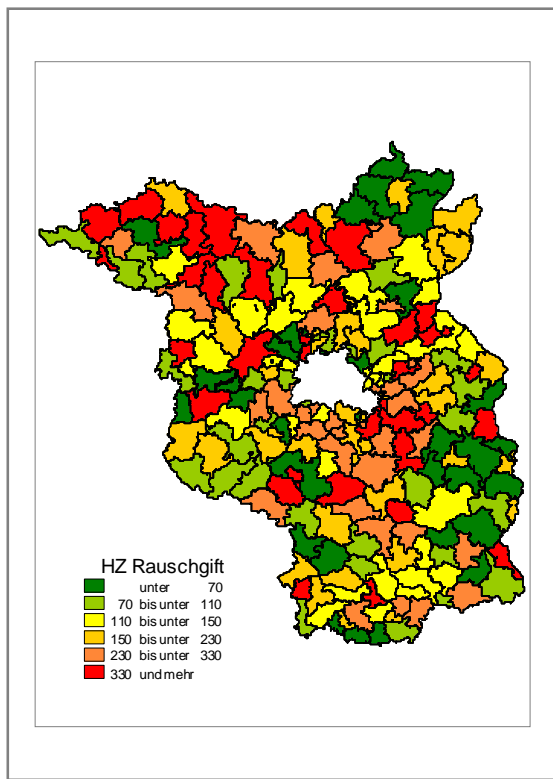 HZ Rauschgift
unter 70
70 bis unter 110
110 bis unter 150
150 bis unter 230
230 bis unter 330
330 und mehr